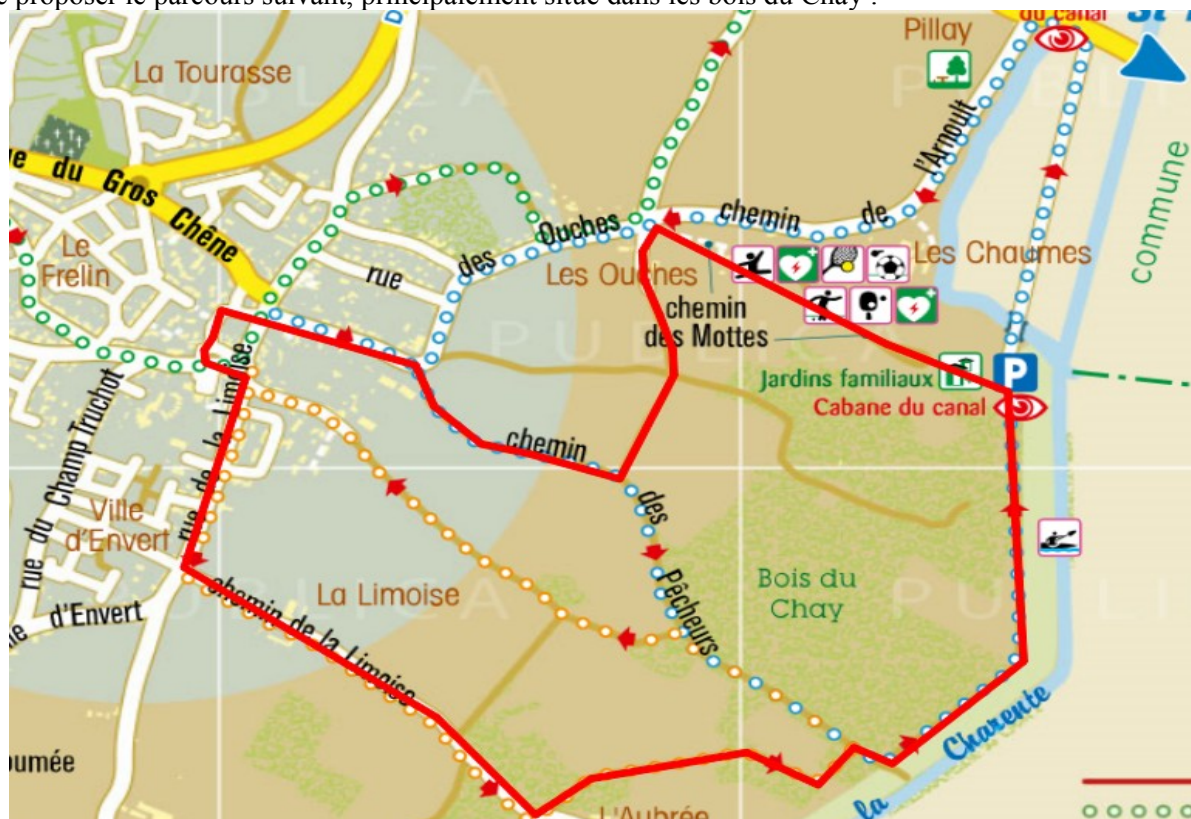 proposer le parcours suivant, principalement situé dans les bois du Chay :
du canal
Pillay
La Tourasse
PUBLICA
du Gros Chêne
l'Arnoult
commune
Le
Frelin
rue des Ouches
chemin de
Les Ouches
Les Chaumes
chemin
des Mottes
PUBLICA
Jardins familiaux
P
Cabane du canal
rue du Champ Truchot
rue de la Limoise
chemin des Pêcheurs
Ville
d'Envert
d'Envert
La Limoise
Bois du
Chay
chemin de la Limoise
la Charente
L'Aubrée